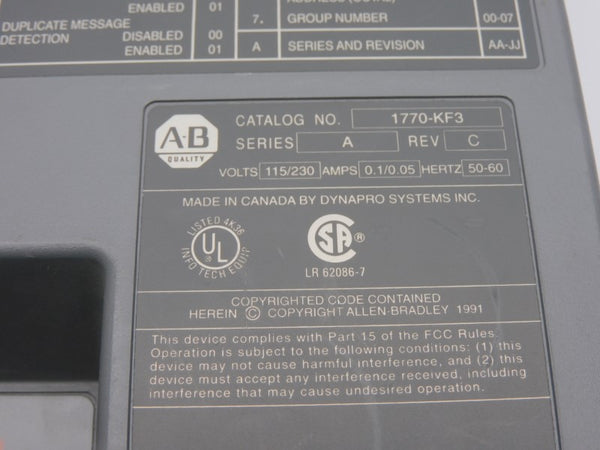 ENABLED 01
DUPLICATE MESSAGE
DETECTION DISABLED 00
ENABLED 01
7. GROUP NUMBER 00-07
A SERIES AND REVISION AA-JJ
A-B
QUALITY
CATALOG NO. 1770-KF3
SERIES A REV C
VOLTS 115/230 AMPS 0.1/0.05 HERTZ 50-60
MADE IN CANADA BY DYNAPRO SYSTEMS INC.
LISTED 4K36
UL
®
INFO TECH EQUIP
SA ®
LR 62086-7
COPYRIGHTED CODE CONTAINED
HEREIN © COPYRIGHT ALLEN-BRADLEY 1991
This device complies with Part 15 of the FCC Rules.
Operation is subject to the following conditions: (1) this
device may not cause harmful interference, and (2) this
device must accept any interference received, including
interference that may cause undesired operation.